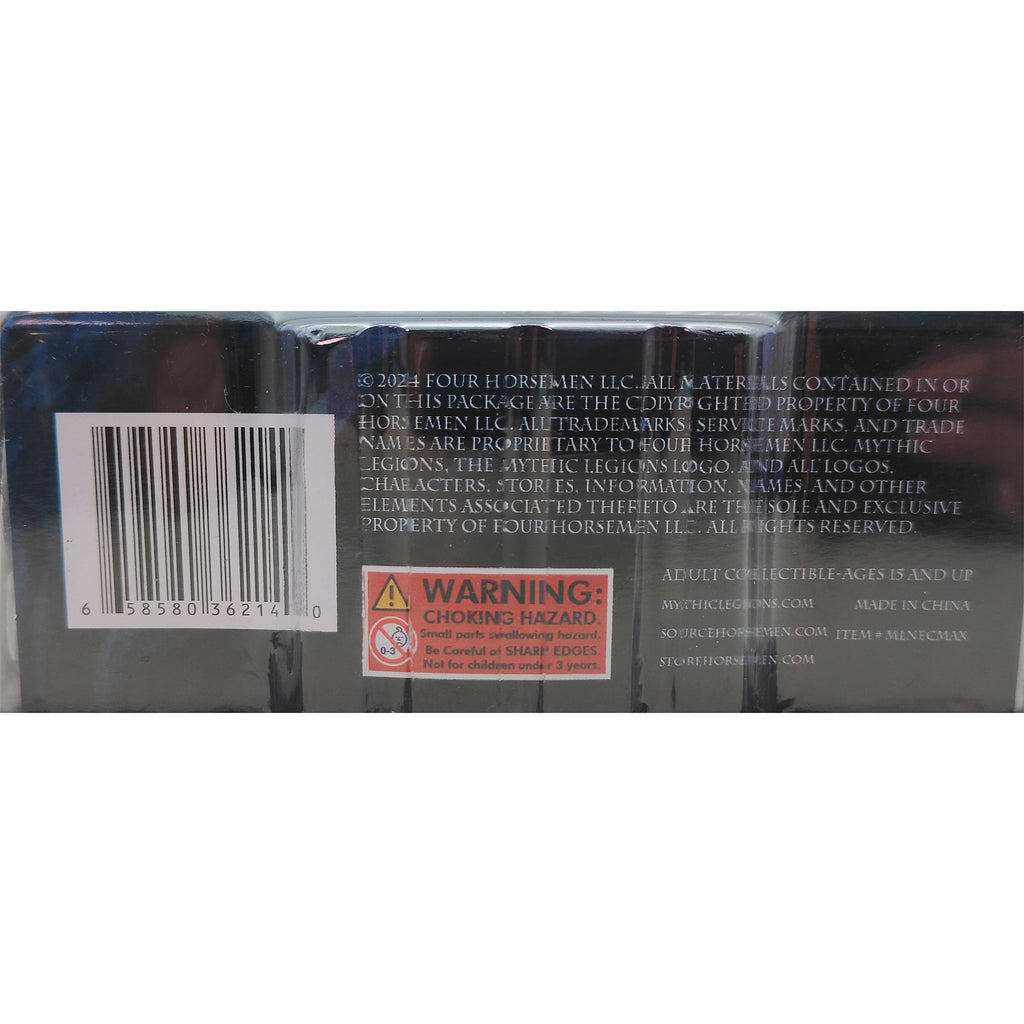 © 2024 FOUR HORSEMEN LLC. ALL MATERIALS CONTAINED IN OR
ON THIS PACKAGE ARE THE COPYRIGHTED PROPERTY OF FOUR
HORSEMEN LLC. ALL TRADEMARKS, SERVICE MARKS, AND TRADE
NAMES ARE PROPRIETARY TO FOUR HORSEMEN LLC. MYTHIC
LEGIONS, THE MYTHIC LEGIONS LOGO, AND ALL LOGOS,
CHARACTERS, STORIES, INFORMATION, NAMES, AND OTHER
ELEMENTS ASSOCIATED THERETO ARE THE SOLE AND EXCLUSIVE
PROPERTY OF FOUR HORSEMEN LLC. ALL RIGHTS RESERVED.
6 58580 36214 0
WARNING:
CHOKING HAZARD.
Small parts swallowing hazard.
0-3
Be Careful of SHARP EDGES.
Not for children under 3 years.
ADULT COLLECTIBLE-AGES 15 AND UP
MYTHICLEGIONS.COM MADE IN CHINA
SOURCEHORSEMEN.COM ITEM # MLNECMAX
STOREHORSEMEN.COM